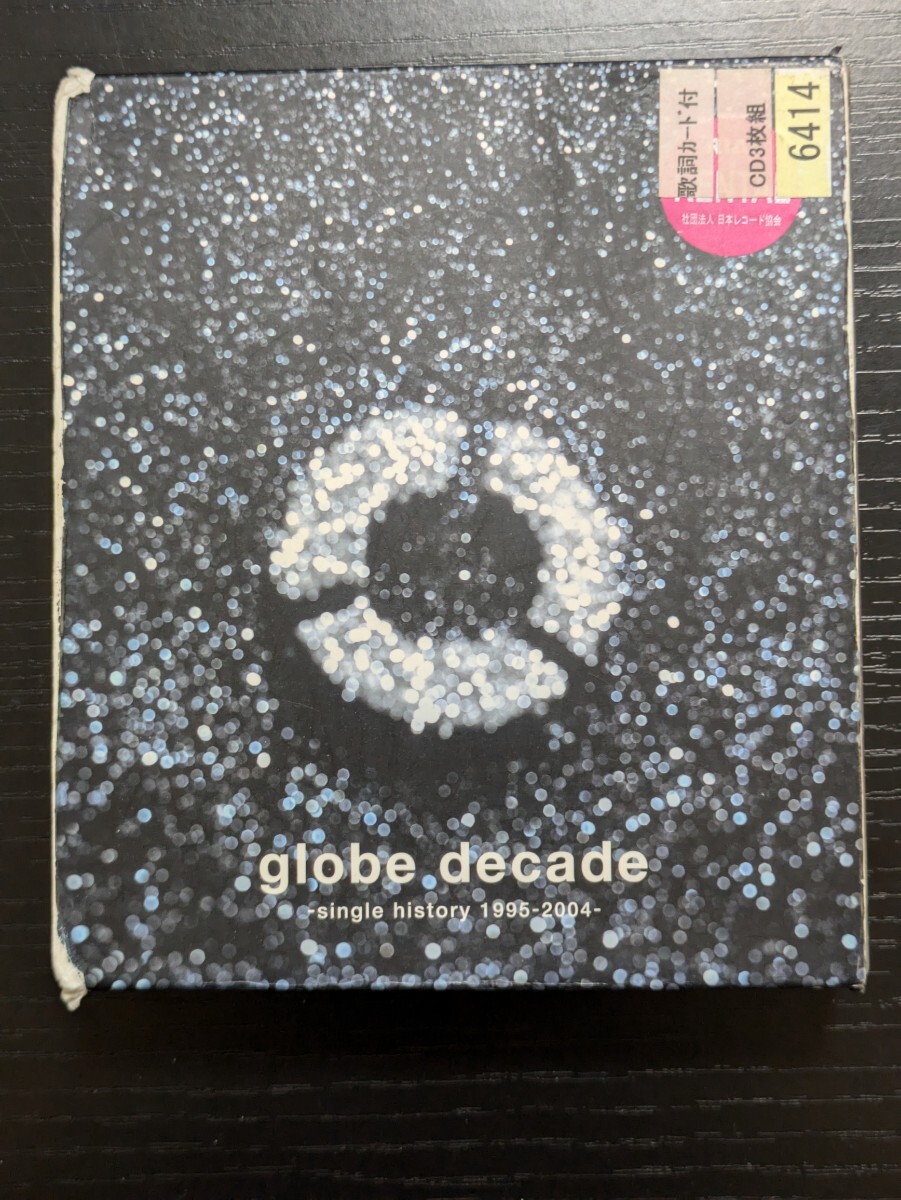 歌詞カード付
CD3枚組
6414
社団法人 日本レコード協会
globe decade
-single history 1995-2004-